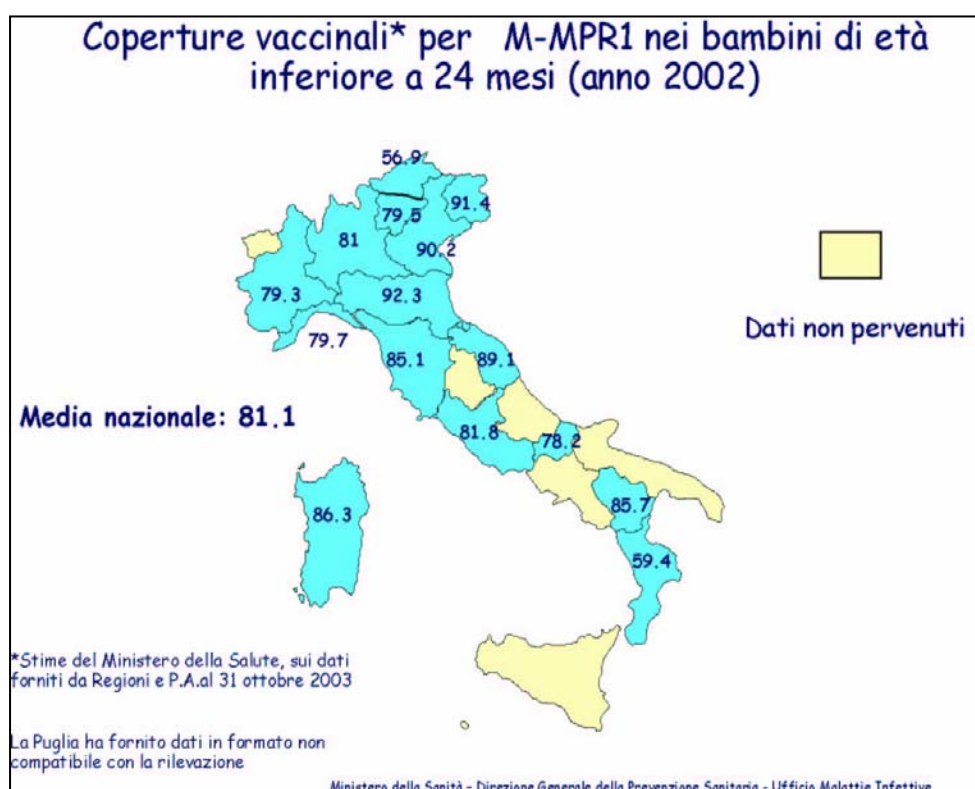 Coperture vaccinali* per M-MPR1 nei bambini di età
inferiore a 24 mesi (anno 2002)
56.9
91.4
79.5
81
90.2
79.3
92.3
79.7
85.1
89.1
Dati non pervenuti
Media nazionale: 81.1
81.8
78.2
86.3
85.7
59.4
*Stime del Ministero della Salute, sui dati
forniti da Regioni e P.A.al 31 ottobre 2003
La Puglia ha fornito dati in formato non
compatibile con la rilevazione
Ministero della Sanità - Direzione Generale della Prevenzione Sanitaria - Ufficio Malattie Infettive